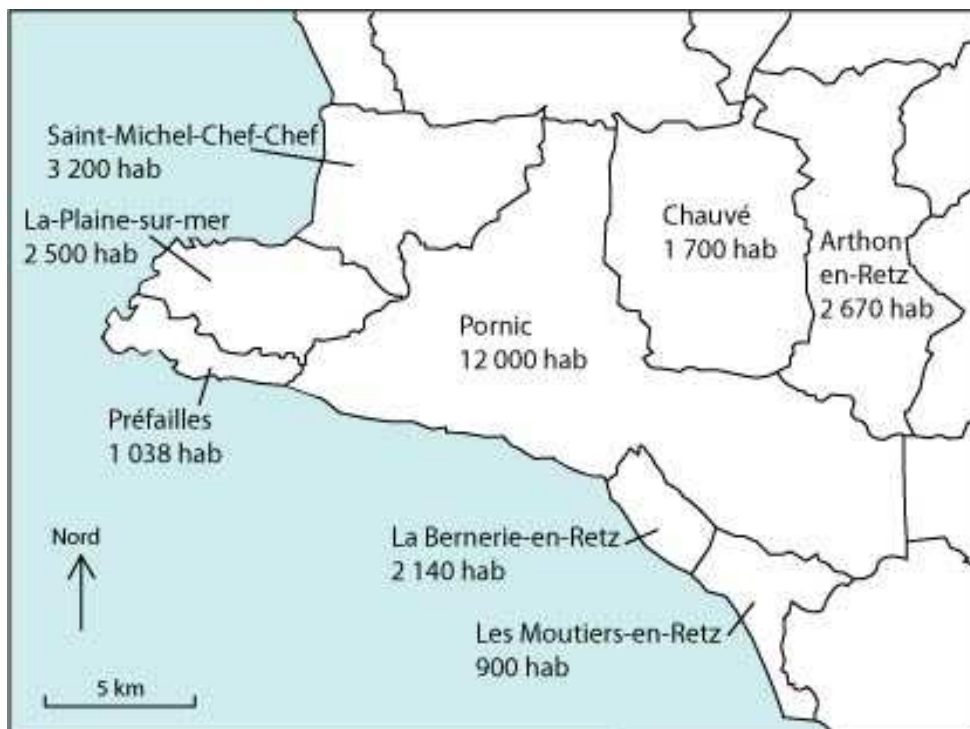 Saint-Michel-Chef-Chef
3 200 hab
La-Plaine-sur-mer
2 500 hab
Chauvé
1 700 hab
Arthon
en-Retz
2 670 hab
Pornic
12 000 hab
Préfailles
1 038 hab
La Bernerie-en-Retz
2 140 hab
Les Moutiers-en-Retz
900 hab
Nord
5 km